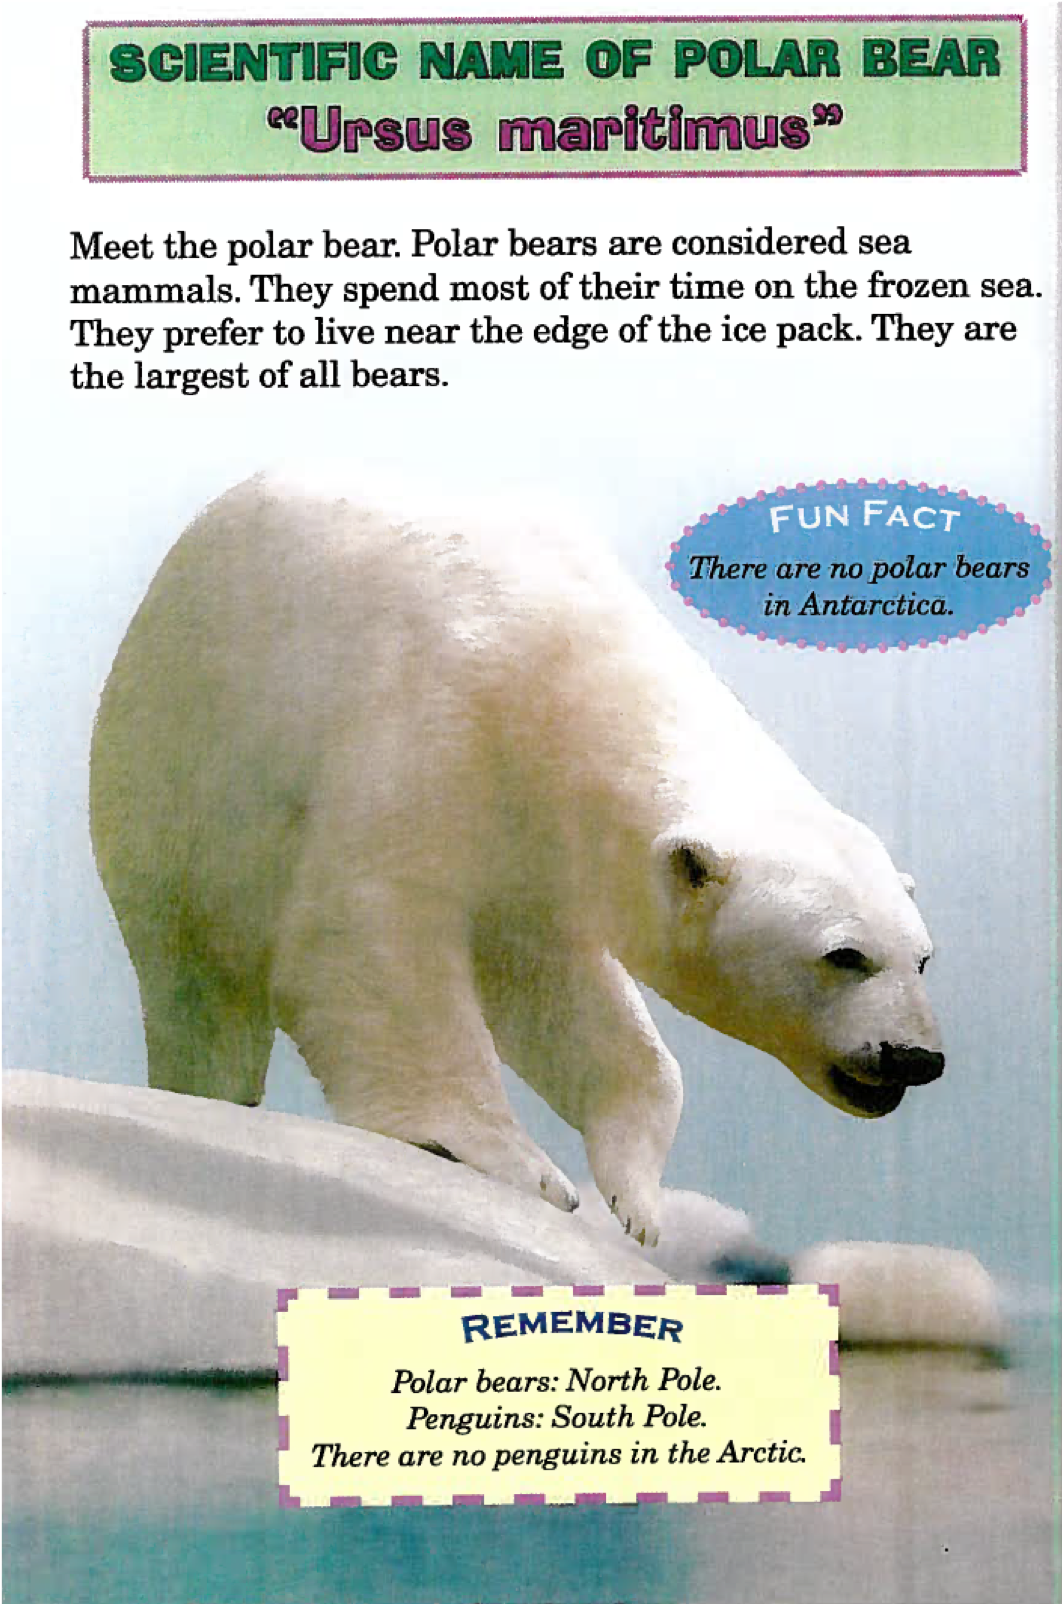 SCIENTIFIC NAME OF POLAR BEAR
“Ursus maritimus”
Meet the polar bear. Polar bears are considered sea
mammals. They spend most of their time on the frozen sea.
They prefer to live near the edge of the ice pack. They are
the largest of all bears.
FUN FACT
There are no polar bears
in Antarctica.
REMEMBER
Polar bears: North Pole.
Penguins: South Pole.
There are no penguins in the Arctic.